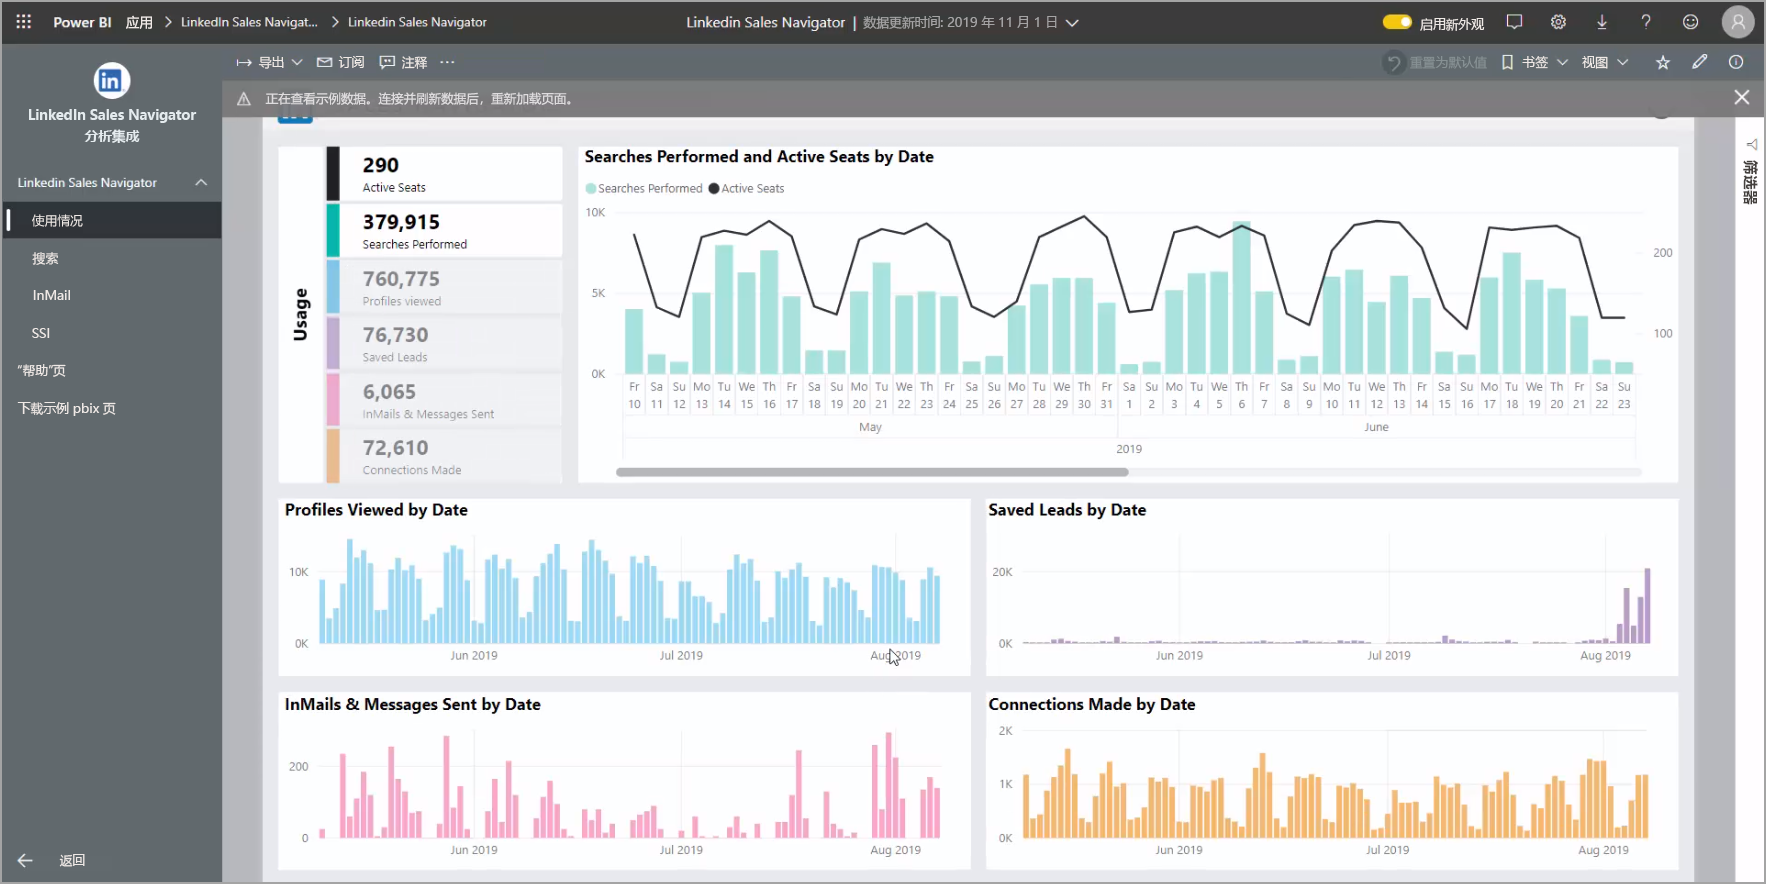 Power BI 应用 LinkedIn Sales Navigat... Linkedin Sales Navigator
Linkedin Sales Navigator | 数据更新时间: 2019 年 11 月 1 日
启用新外观
导出 订阅 注释 ...
重置为默认值 书签 视图
正在查看示例数据。连接并刷新数据后，重新加载页面。
in
LinkedIn Sales Navigator
分析集成
Linkedin Sales Navigator
使用情况
搜索
InMail
SSI
“帮助”页
下载示例 pbix 页
返回
筛选器
Usage
290
Active Seats
379,915
Searches Performed
760,775
Profiles viewed
76,730
Saved Leads
6,065
InMails & Messages Sent
72,610
Connections Made
Searches Performed and Active Seats by Date
Searches Performed Active Seats
10K
5K
0K
200
100
Fr Sa Su Mo Tu We Th Fr Sa Su Mo Tu We Th Fr Sa Su Mo Tu We Th Fr Sa Su Mo Tu We Th Fr Sa Su Mo Tu We Th Fr Sa Su Mo Tu We Th Fr Sa Su
10 11 12 13 14 15 16 17 18 19 20 21 22 23 24 25 26 27 28 29 30 31 1 2 3 4 5 6 7 8 9 10 11 12 13 14 15 16 17 18 19 20 21 22 23
May June
2019
Profiles Viewed by Date
10K
0K
Jun 2019 Jul 2019 Aug 2019
Saved Leads by Date
20K
0K
Jun 2019 Jul 2019 Aug 2019
InMails & Messages Sent by Date
200
0
Jun 2019 Jul 2019 Aug 2019
Connections Made by Date
2K
1K
0K
Jun 2019 Jul 2019 Aug 2019